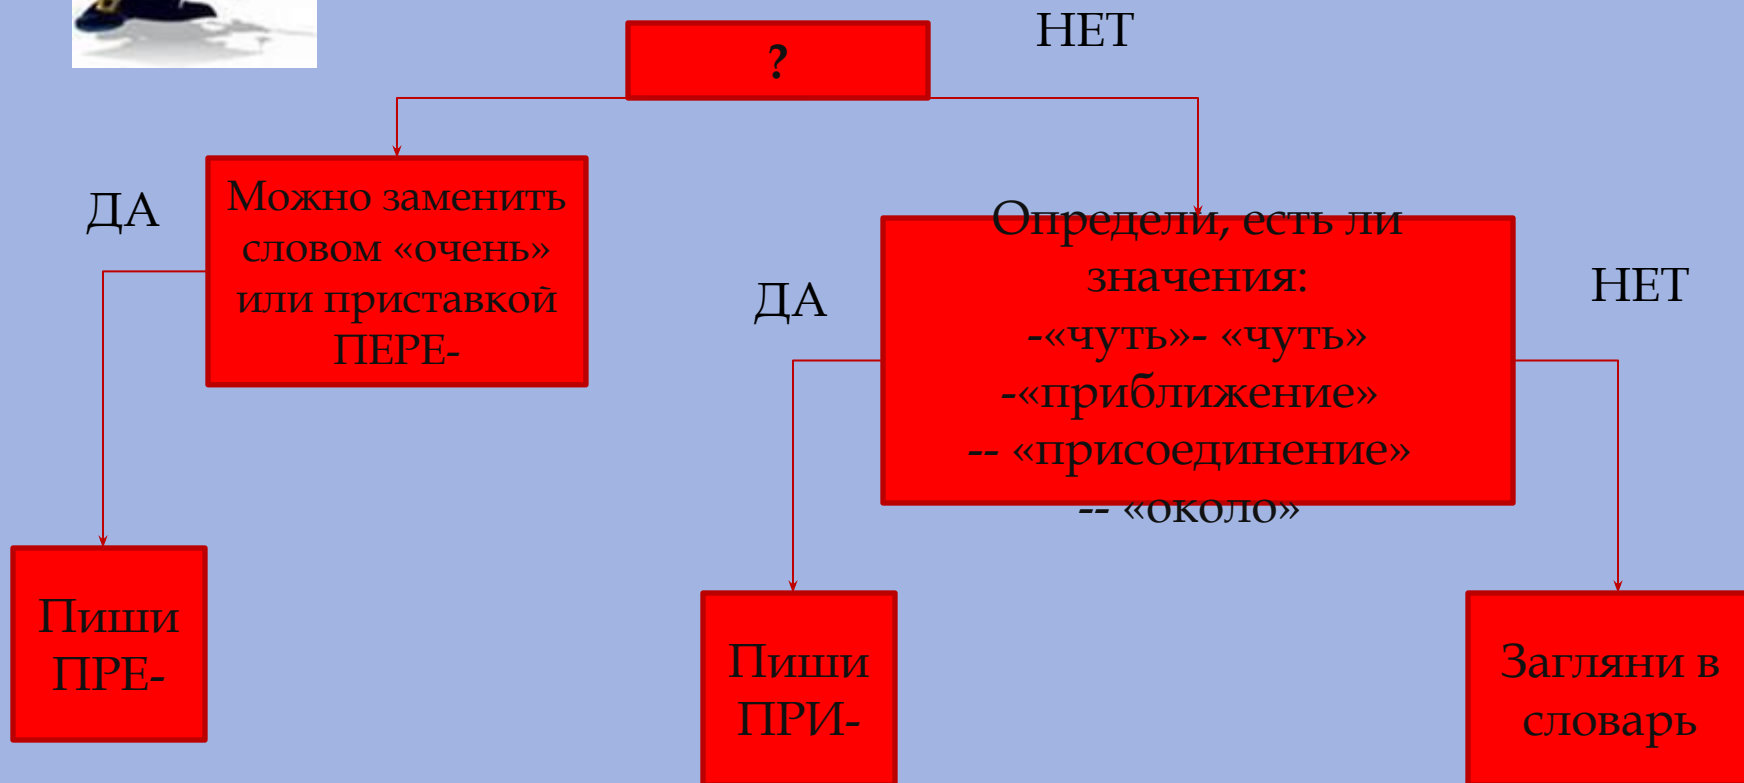 НЕТ
?
ДА
Можно заменить
словом «очень»
или приставкой
ПЕРЕ-
Определи, есть ли
значения:
-«чуть»- «чуть»
-«приближение»
-- «присоединение»
-- «около»
ДА
НЕТ
Пиши
ПРЕ-
Пиши
ПРИ-
Загляни в
словарь